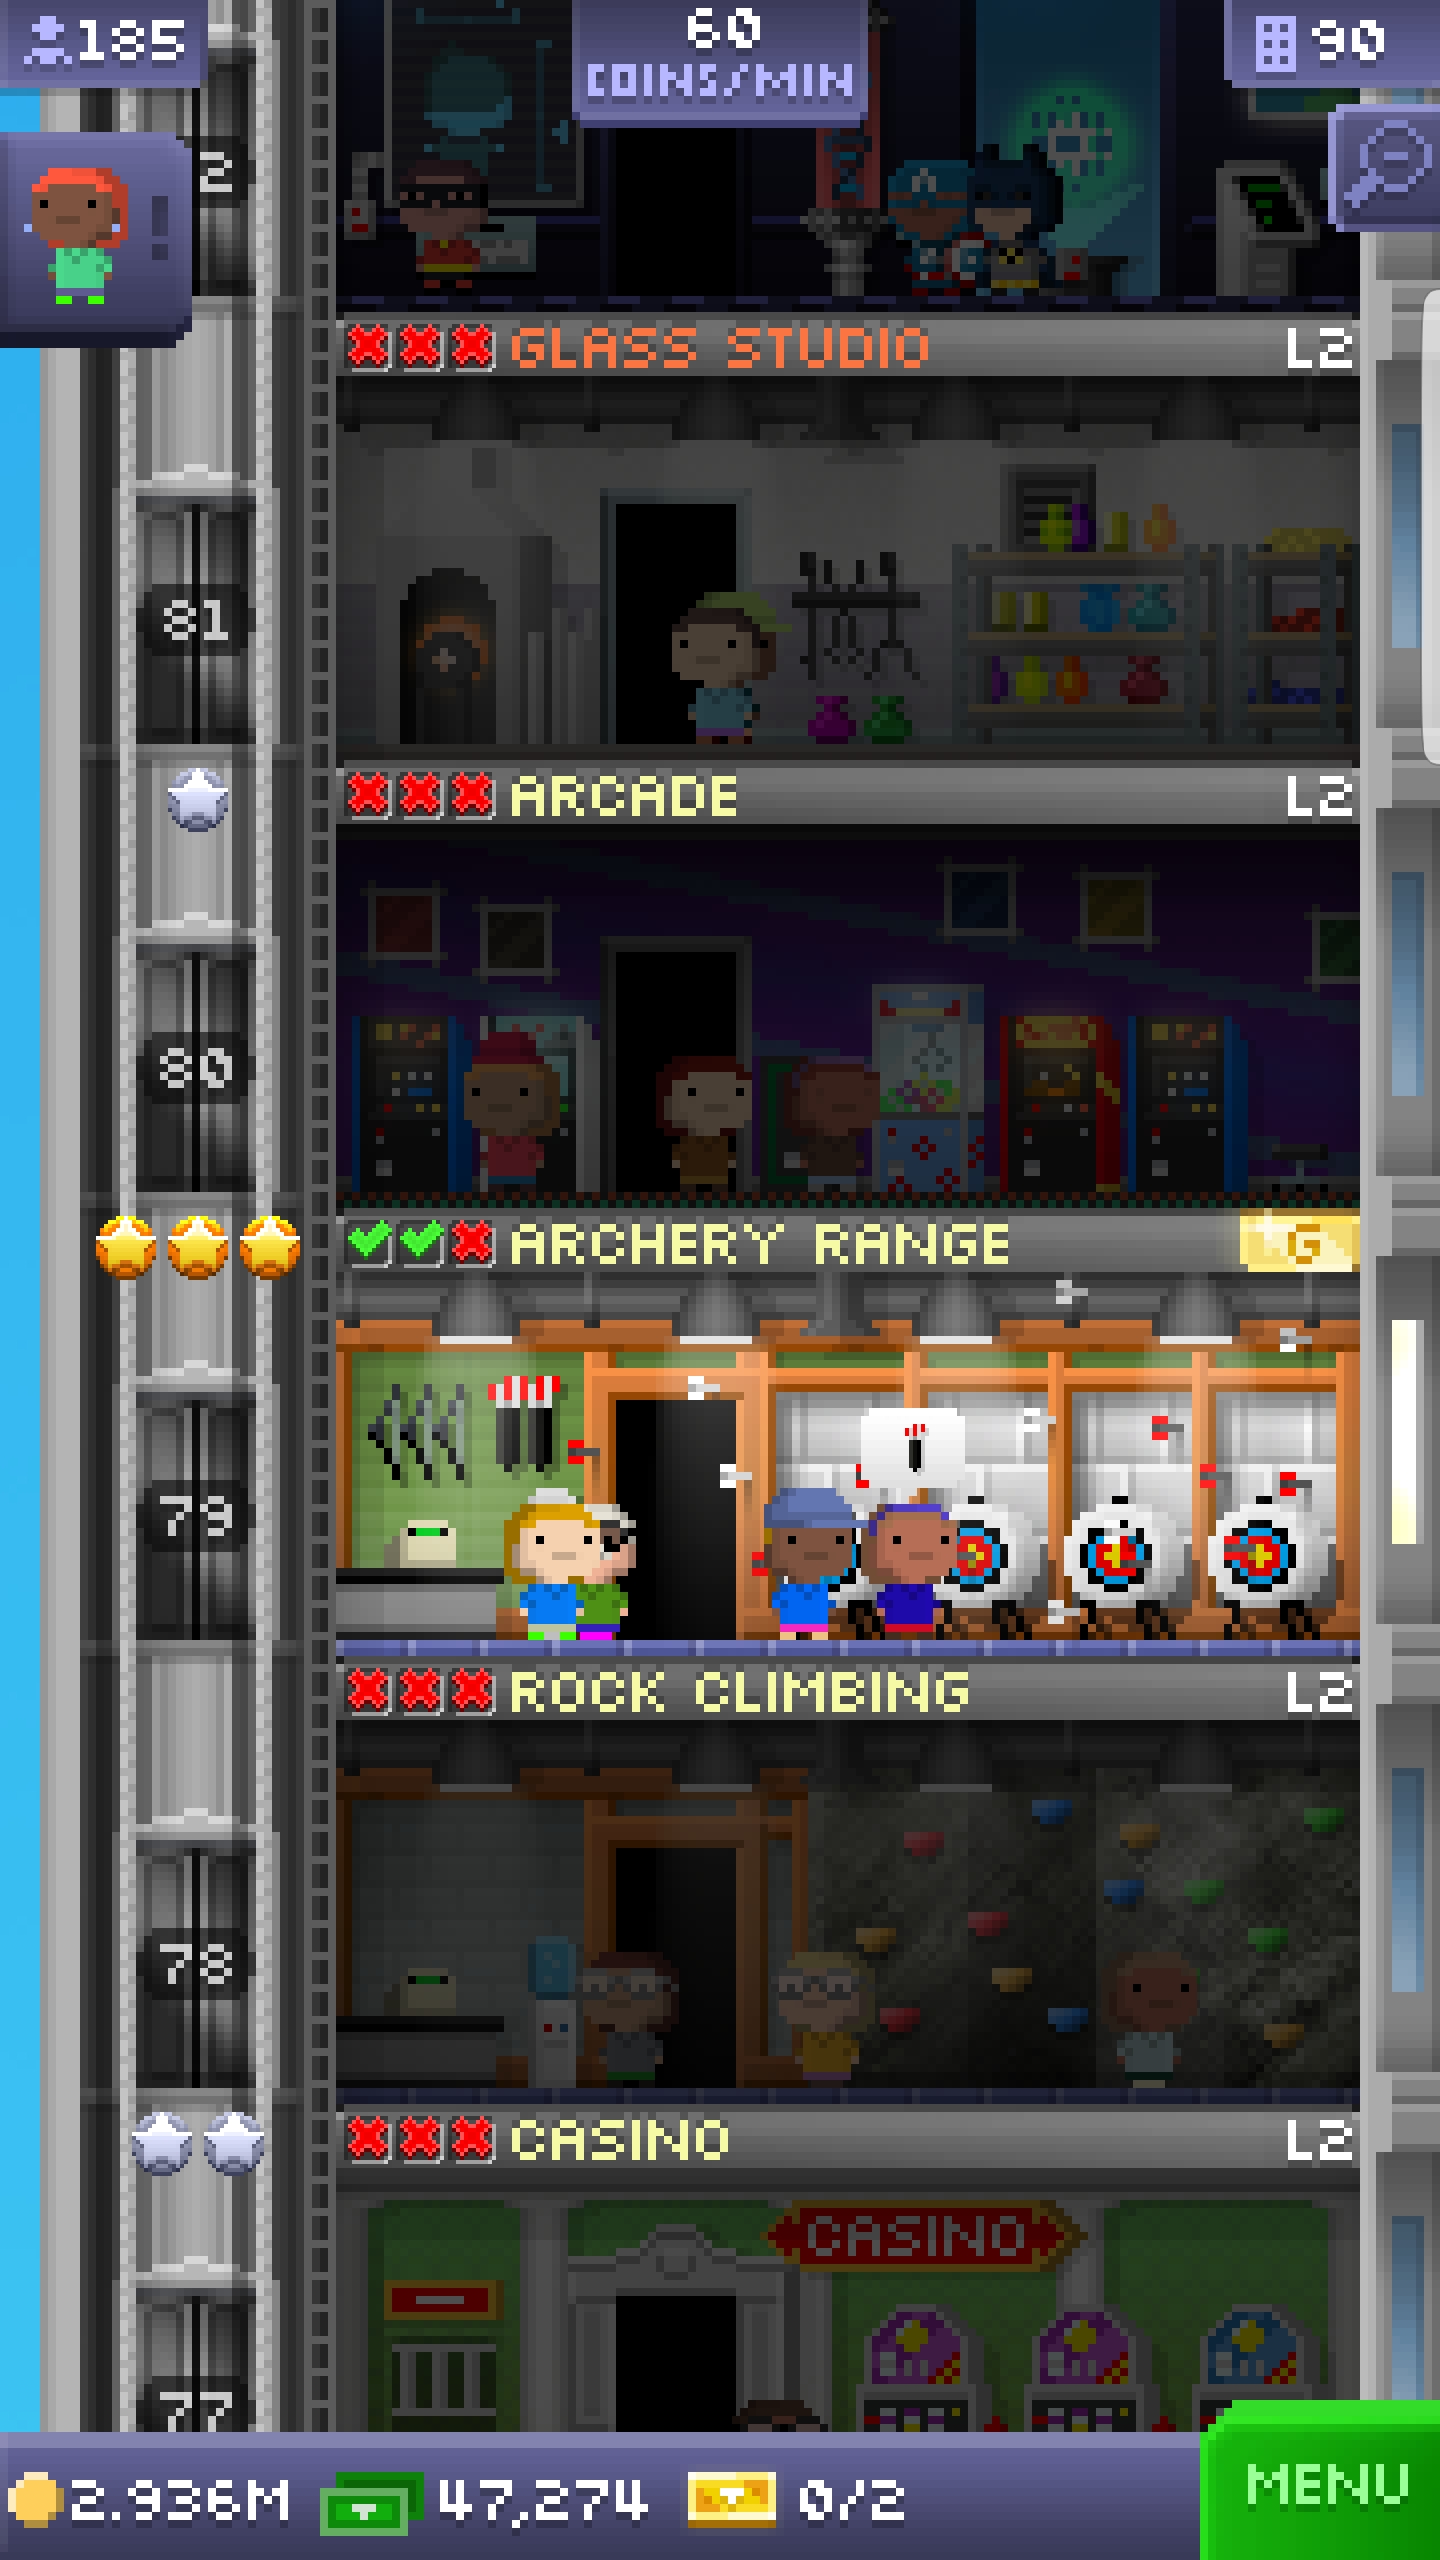 185
60
COINS/MIN
90
2
GLASS STUDIO L2
81
ARCADE L2
80
ARCHERY RANGE G
79
ROCK CLIMBING L2
78
CASINO L2
CASINO
77
2.936M 47,274 0/2
MENU